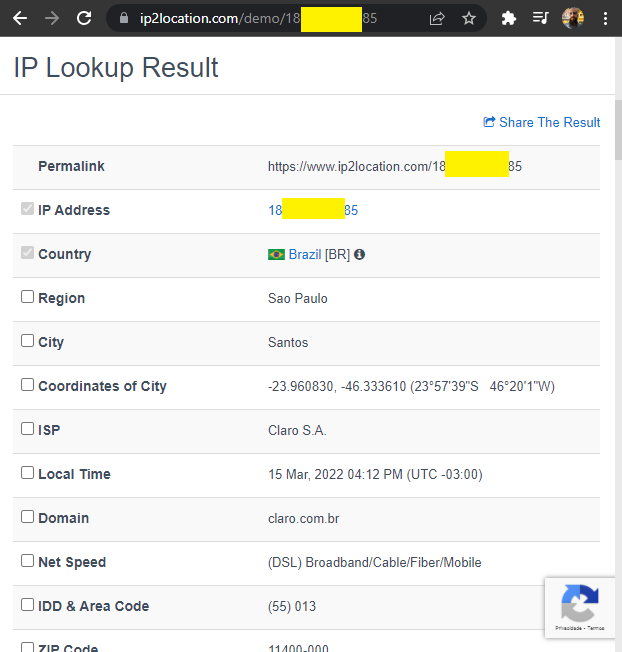 ip2location.com/demo/18 85
IP Lookup Result
Share The Result
Permalink https://www.ip2location.com/18 85
IP Address 18 85
Country Brazil [BR]
Region Sao Paulo
City Santos
Coordinates of City -23.960830, -46.333610 (23°57'39"S 46°20'1"W)
ISP Claro S.A.
Local Time 15 Mar, 2022 04:12 PM (UTC -03:00)
Domain claro.com.br
Net Speed (DSL) Broadband/Cable/Fiber/Mobile
IDD & Area Code (55) 013
ZIP Code 11400-000
Privacidade - Termos